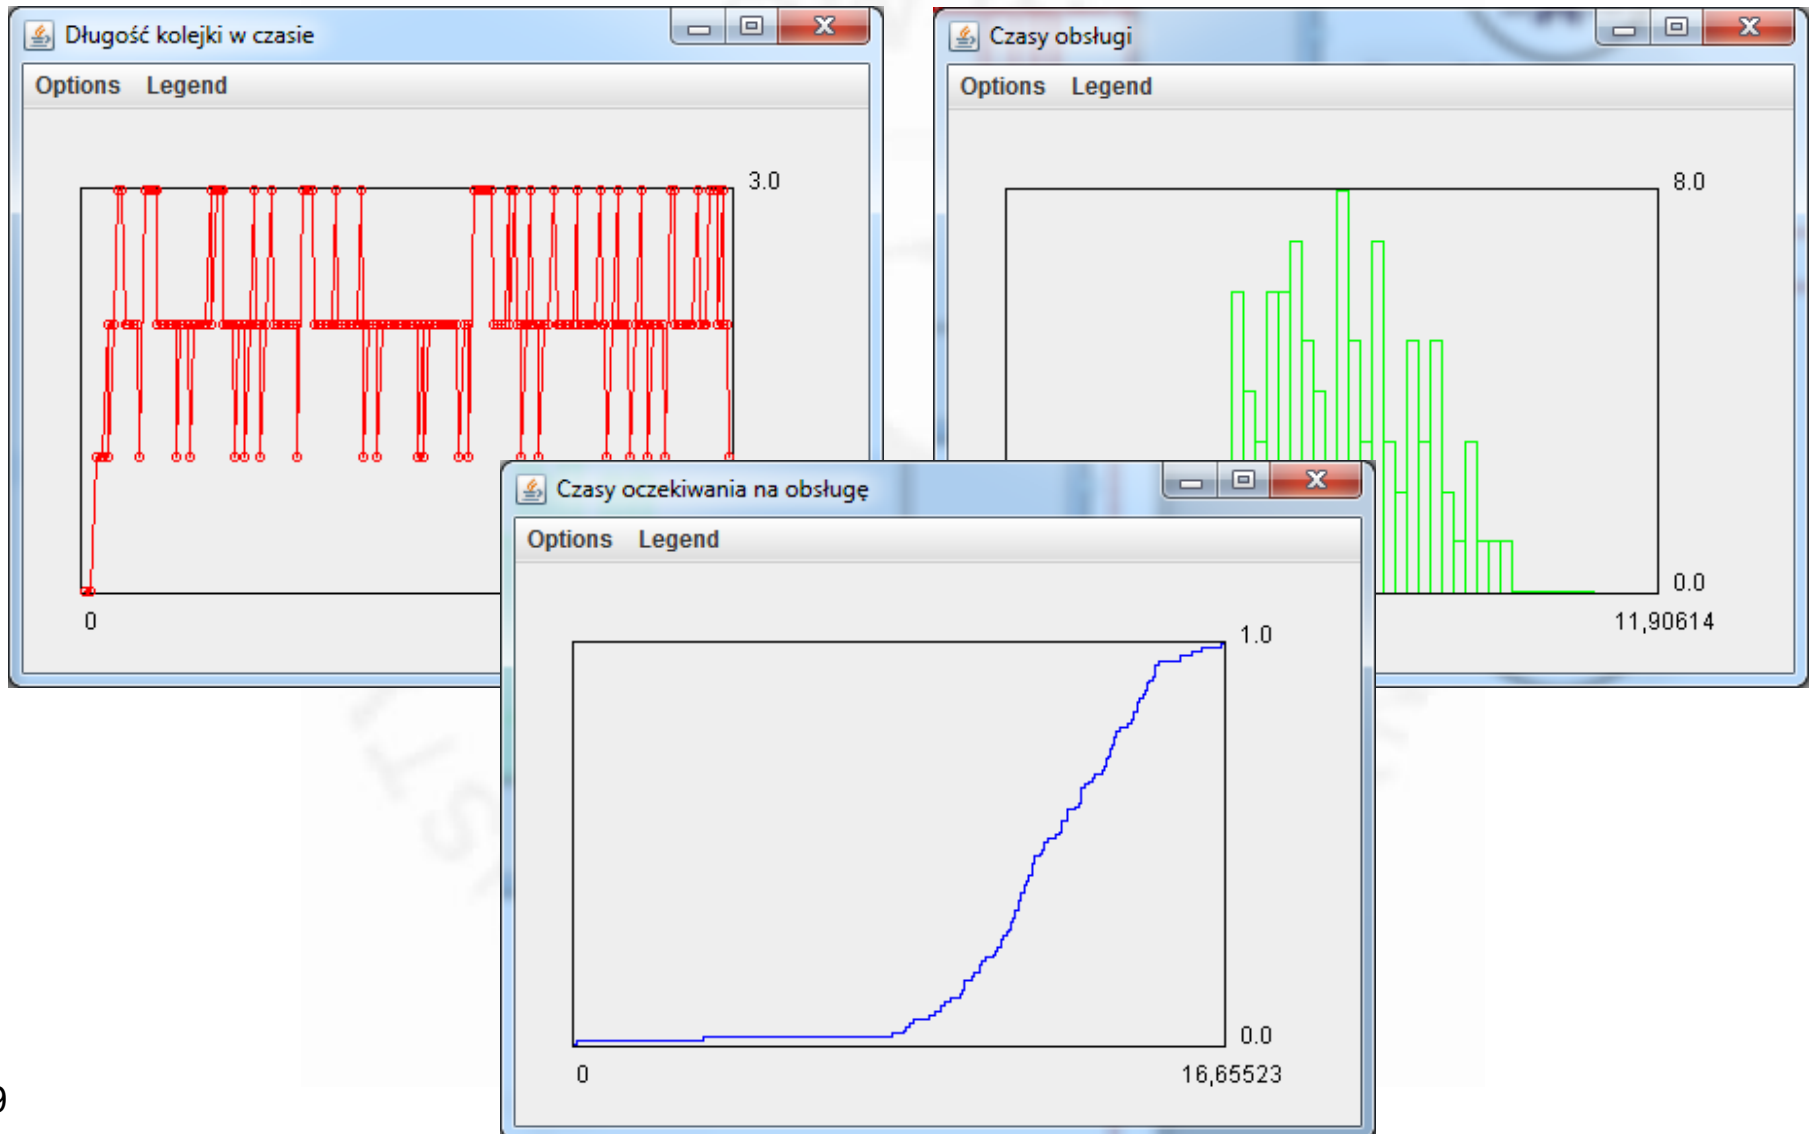 Długość kolejki w czasie
Options Legend
3.0
0
Czasy obsługi
Options Legend
8.0
0.0
11,90614
Czasy oczekiwania na obsługę
Options Legend
1.0
0.0
0
16,65523
9